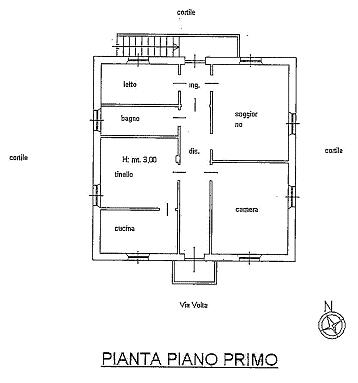 cortile
letto
ing.
soggior
no
bagno
cortile
dis.
cortile
H: mt. 3,00
tinello
camera
cucina
Via Volta
N
PIANTA PIANO PRIMO